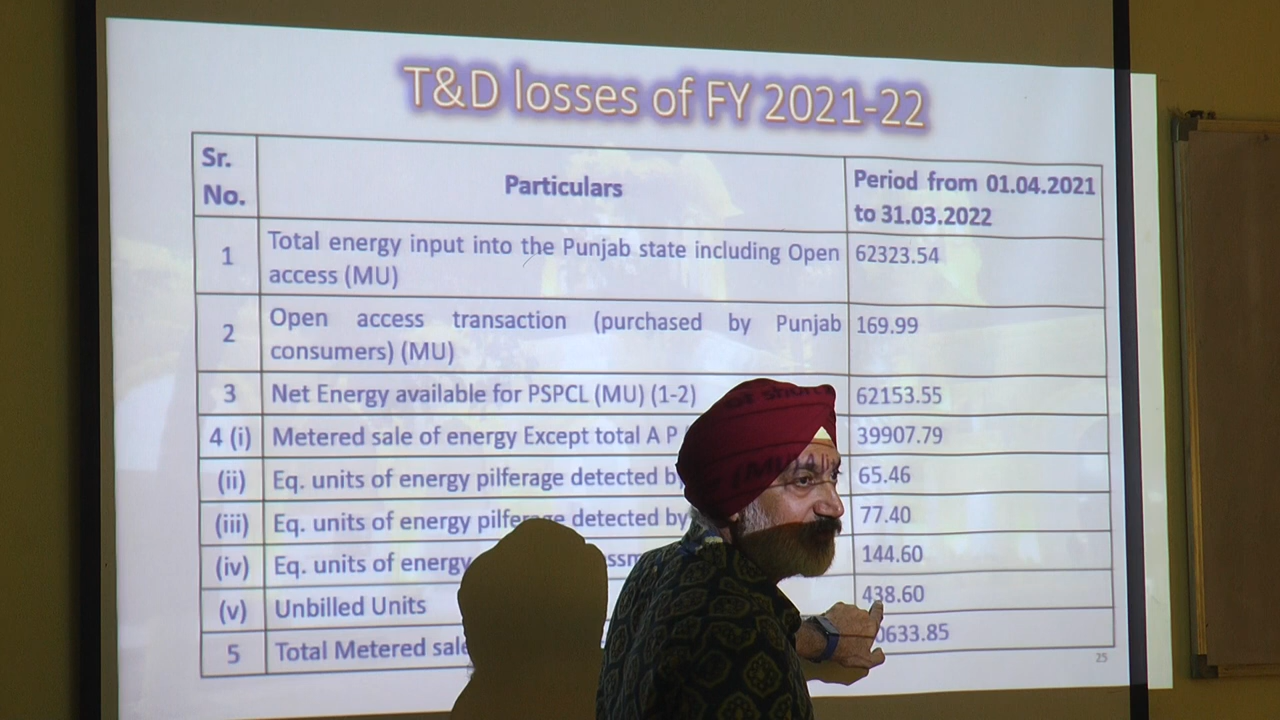 T&D losses of FY 2021-22
Sr. No.
Particulars
Period from 01.04.2021
to 31.03.2022
1
Total energy input into the Punjab state including Open
access (MU)
62323.54
2
Open access transaction (purchased by Punjab
consumers) (MU)
169.99
3
Net Energy available for PSPCL (MU) (1-2)
62153.55
4 (i)
Metered sale of energy Except total A P
39907.79
(ii)
Eq. units of energy pilferage detected by
65.46
(iii)
Eq. units of energy pilferage detected by
77.40
(iv)
Eq. units of energy
144.60
(v)
Unbilled Units
438.60
5
Total Metered sale
0633.85
25